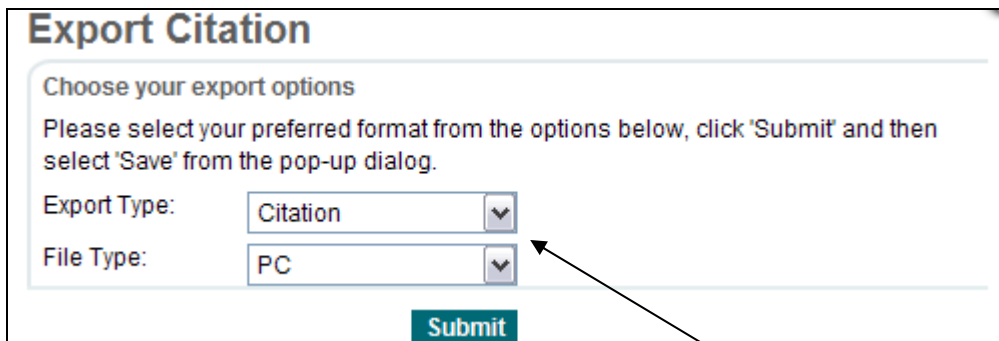 Export Citation
Choose your export options
Please select your preferred format from the options below, click 'Submit' and then
select 'Save' from the pop-up dialog.
Export Type: Citation
File Type: PC
Submit